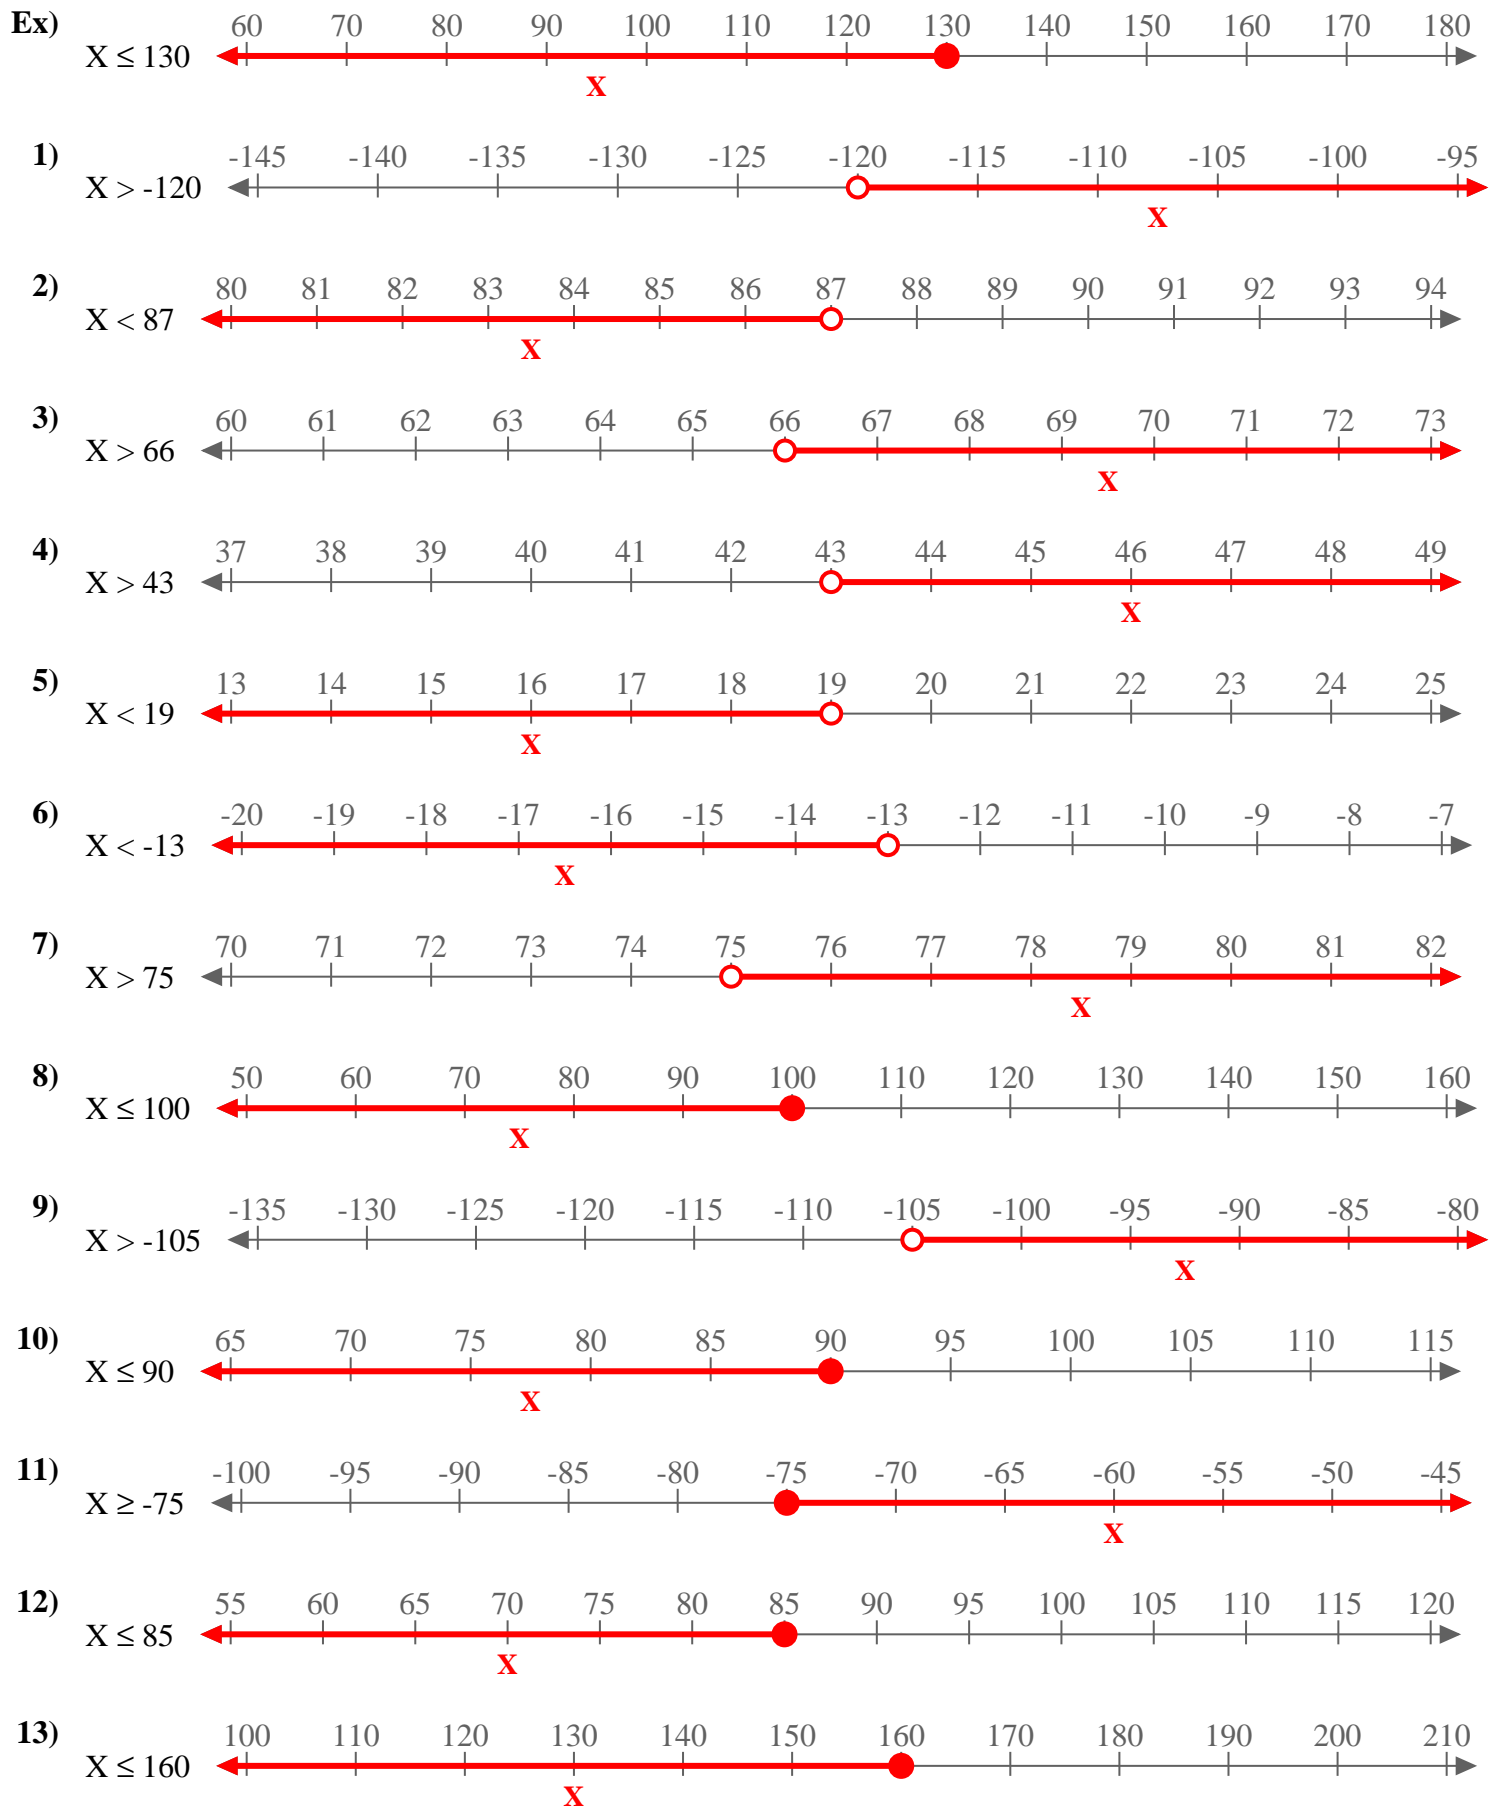 Ex) 60 70 80 90 100 110 120 130 140 150 160 170 180
X ≤ 130
X
1) -145 -140 -135 -130 -125 -120 -115 -110 -105 -100 -95
X > -120
X
2) 80 81 82 83 84 85 86 87 88 89 90 91 92 93 94
X < 87
X
3) 60 61 62 63 64 65 66 67 68 69 70 71 72 73
X > 66
X
4) 37 38 39 40 41 42 43 44 45 46 47 48 49
X > 43
X
5) 13 14 15 16 17 18 19 20 21 22 23 24 25
X < 19
X
6) -20 -19 -18 -17 -16 -15 -14 -13 -12 -11 -10 -9 -8 -7
X < -13
X
7) 70 71 72 73 74 75 76 77 78 79 80 81 82
X > 75
X
8) 50 60 70 80 90 100 110 120 130 140 150 160
X ≤ 100
X
9) -135 -130 -125 -120 -115 -110 -105 -100 -95 -90 -85 -80
X > -105
X
10) 65 70 75 80 85 90 95 100 105 110 115
X ≤ 90
X
11) -100 -95 -90 -85 -80 -75 -70 -65 -60 -55 -50 -45
X ≥ -75
X
12) 55 60 65 70 75 80 85 90 95 100 105 110 115 120
X ≤ 85
X
13) 100 110 120 130 140 150 160 170 180 190 200 210
X ≤ 160
X